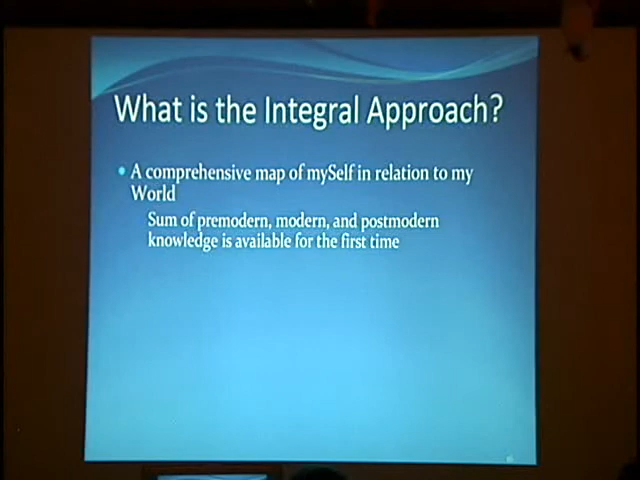 What is the Integral Approach?
• A comprehensive map of mySelf in relation to my
World
Sum of premodern, modern, and postmodern
knowledge is available for the first time